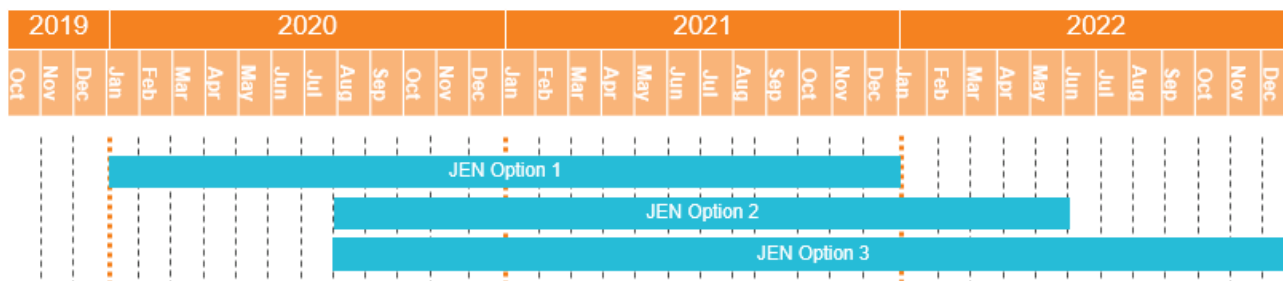 2019 2020 2021 2022
Oct Nov Dec Jan Feb Mar Apr May Jun Jul Aug Sep Oct Nov Dec Jan Feb Mar Apr May Jun Jul Aug Sep Oct Nov Dec Jan Feb Mar Apr May Jun Jul Aug Sep Oct Nov Dec
JEN Option 1
JEN Option 2
JEN Option 3